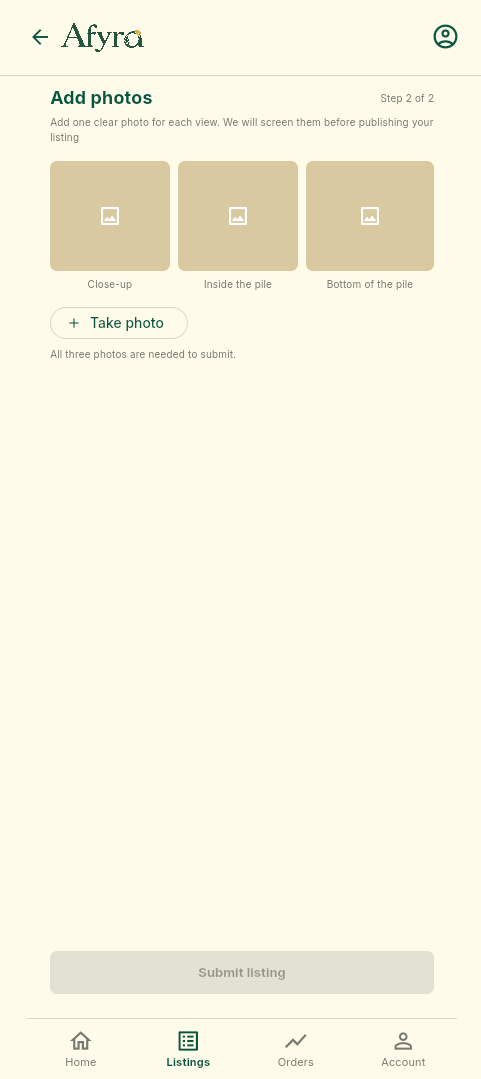 Afyra
Add photos
Step 2 of 2
Add one clear photo for each view. We will screen them before publishing your
listing
Close-up
Inside the pile
Bottom of the pile
+ Take photo
All three photos are needed to submit.
Submit listing
Home
Listings
Orders
Account